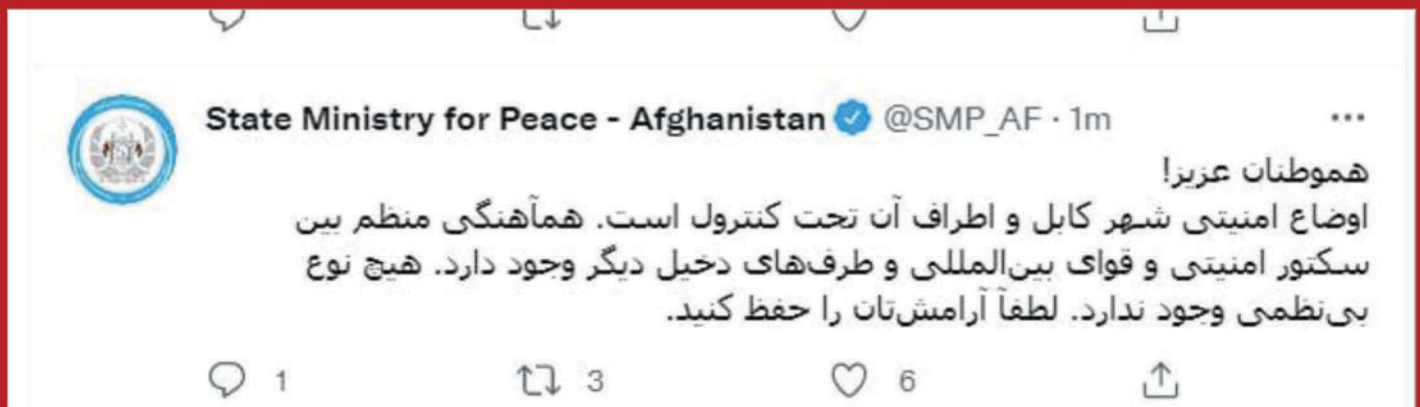 State Ministry for Peace - Afghanistan @SMP_AF · 1m
هموطنان عزیز!
اوضاع امنیتی شهر کابل و اطراف آن تحت کنترول است. همآهنگی منظم بین
سکتور امنیتی و قوای بین‌المللی و طرف‌های دخیل دیگر وجود دارد. هیچ نوع
بی‌نظمی وجود ندارد. لطفاَ آرامش‌تان را حفظ کنید.
1 3 6